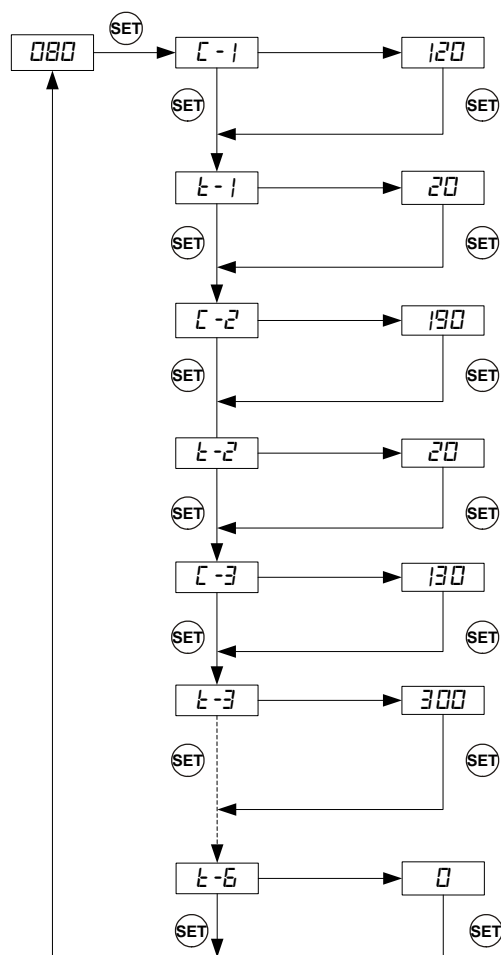 SET
080 C-1 120
SET SET
t-1 20
SET SET
C-2 190
SET SET
t-2 20
SET SET
C-3 130
SET SET
t-3 300
SET SET
t-6 0
SET SET